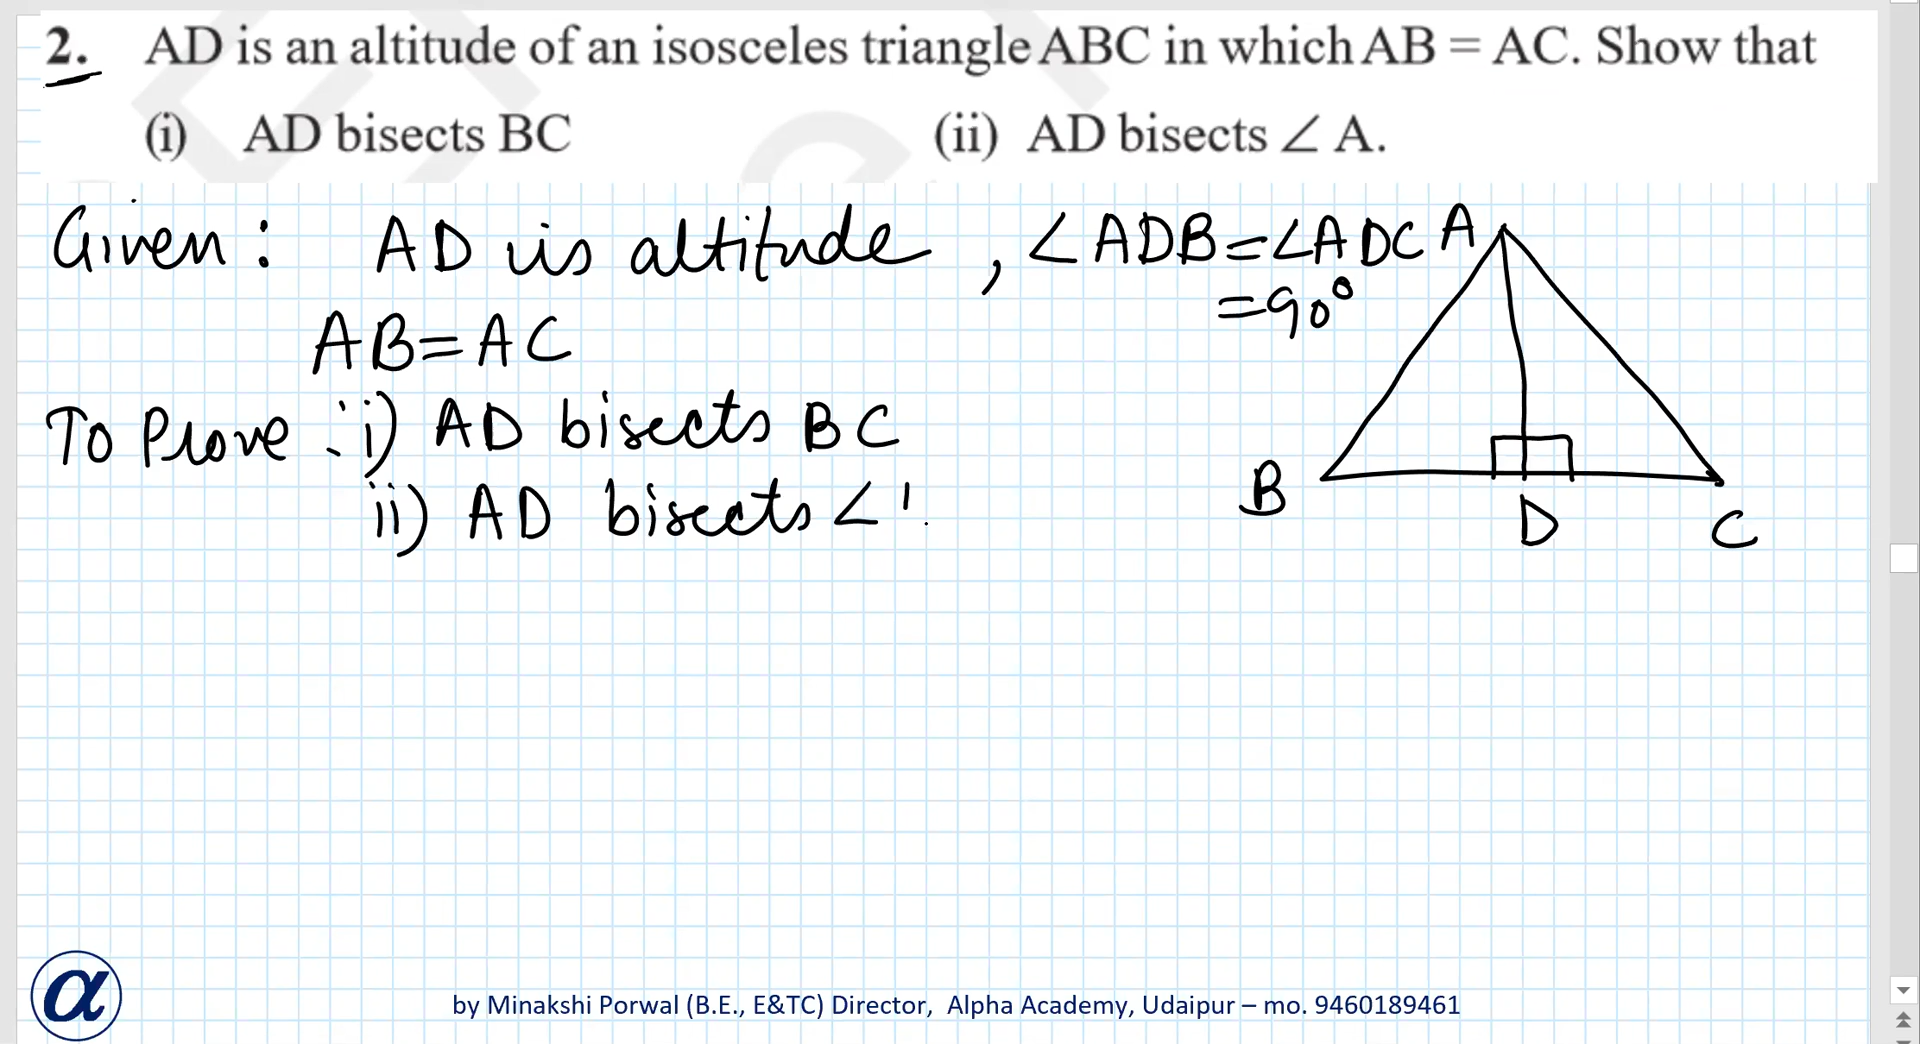 2. AD is an altitude of an isosceles triangle ABC in which AB = AC. Show that
(i) AD bisects BC (ii) AD bisects ∠ A.
Given : AD is altitude , ∠ADB=∠ADC
=90°
AB=AC
To Prove : i) AD bisects BC
ii) AD bisects ∠
A
B
D
C
α
by Minakshi Porwal (B.E., E&TC) Director, Alpha Academy, Udaipur – mo. 9460189461